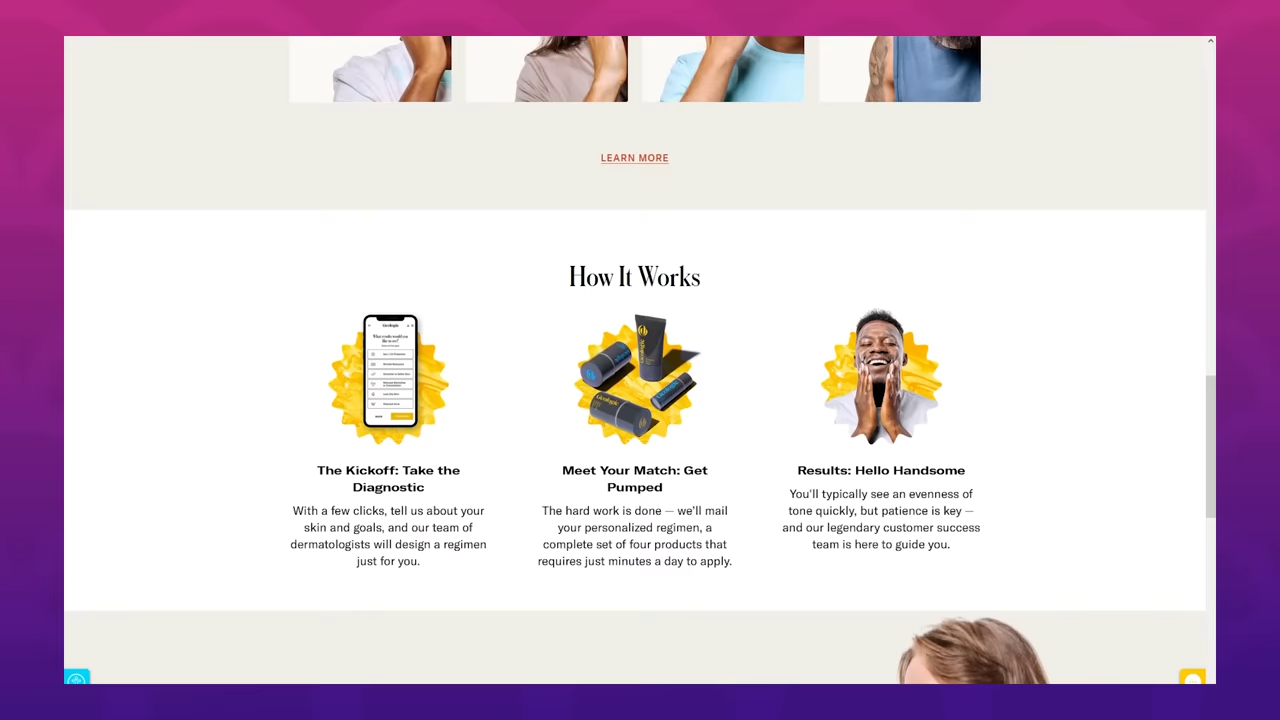 LEARN MORE
How It Works
Geologie
The Kickoff: Take the
Diagnostic
With a few clicks, tell us about your
skin and goals, and our team of
dermatologists will design a regimen
just for you.
Meet Your Match: Get
Pumped
The hard work is done — we'll mail
your personalized regimen, a
complete set of four products that
requires just minutes a day to apply.
Results: Hello Handsome
You'll typically see an evenness of
tone quickly, but patience is key —
and our legendary customer success
team is here to guide you.